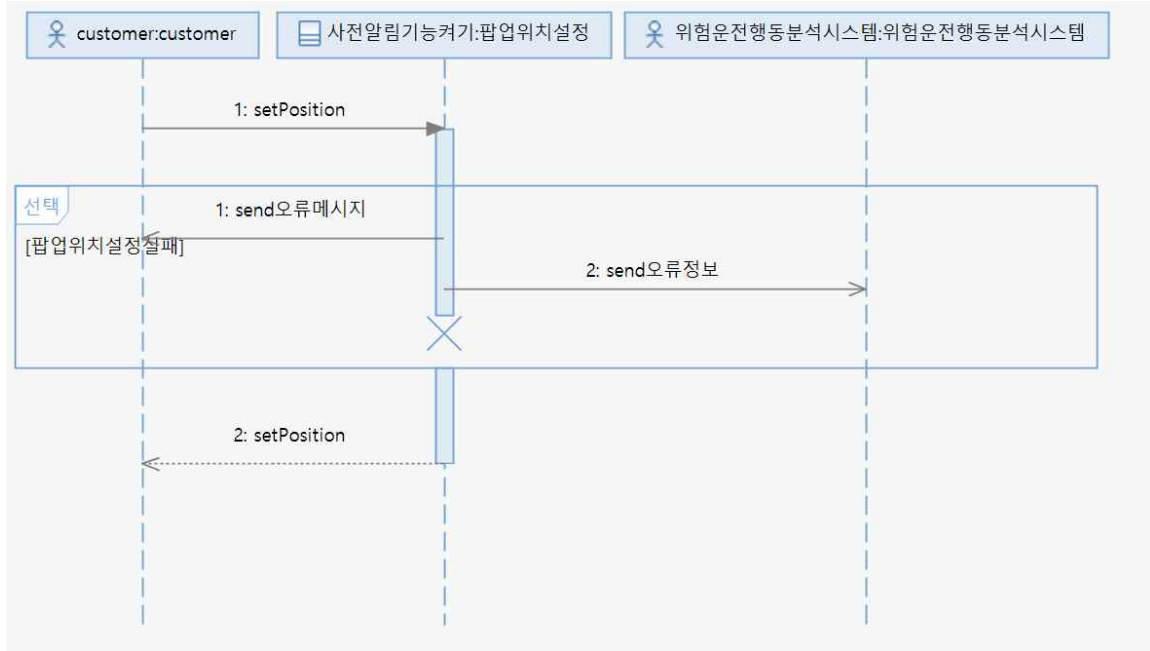 customer:customer
사전알림기능켜기:팝업위치설정
위험운전행동분석시스템:위험운전행동분석시스템
1: setPosition
선택
1: send오류메시지
[팝업위치설정실패]
2: send오류정보
2: setPosition